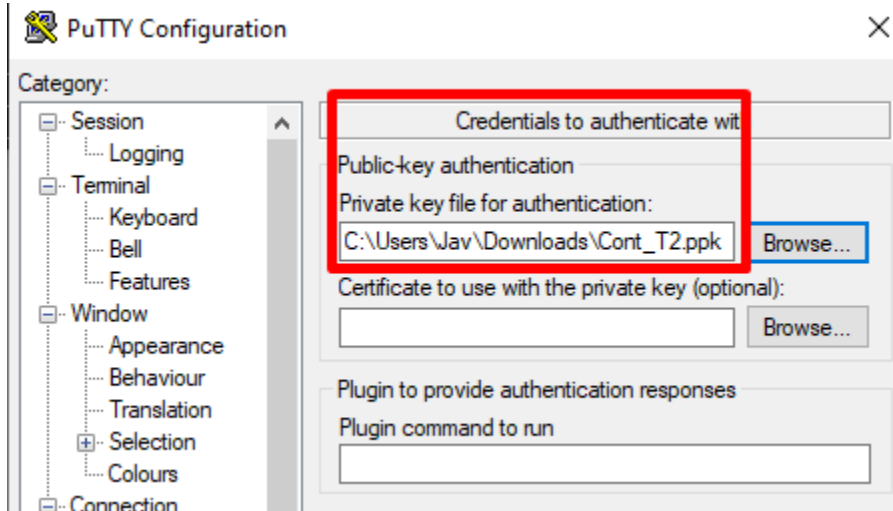 PuTTY Configuration
Category:
Session
Logging
Terminal
Keyboard
Bell
Features
Window
Appearance
Behaviour
Translation
Selection
Colours
Connection
Credentials to authenticate wit
Public-key authentication
Private key file for authentication:
C:\Users\Jav\Downloads\Cont_T2.ppk
Browse...
Certificate to use with the private key (optional):
Browse...
Plugin to provide authentication responses
Plugin command to run